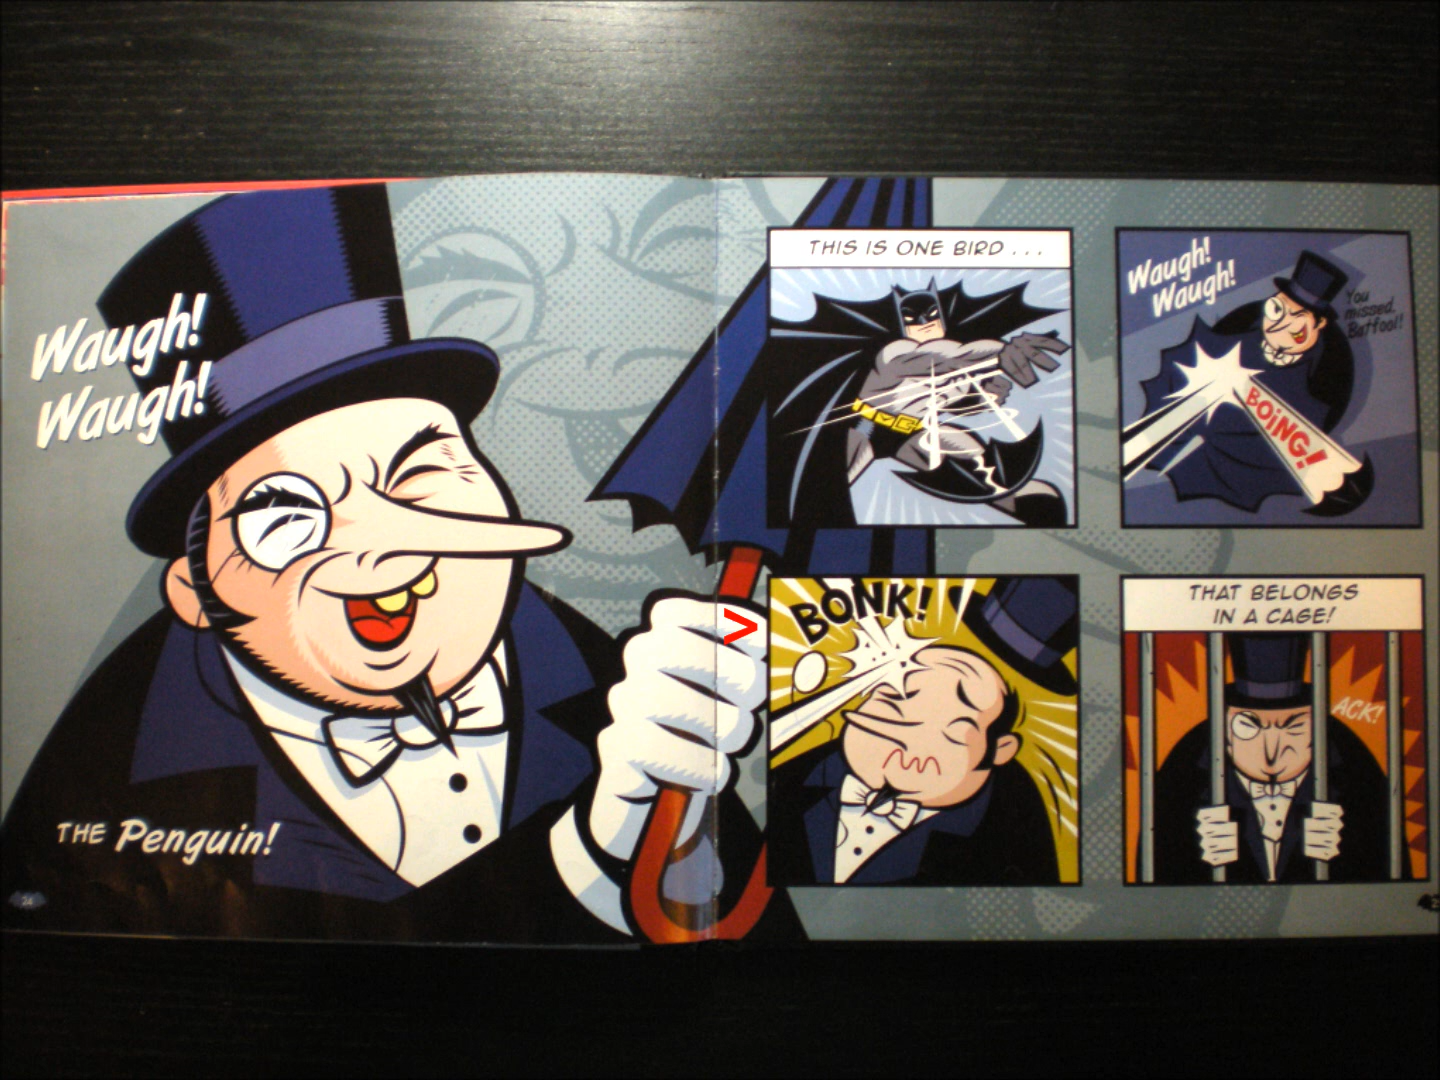 Waugh!
Waugh!
THE Penguin!
24
>
THIS IS ONE BIRD . . .
Waugh!
Waugh!
You
missed,
Batfool!
BOING!
BONK!
THAT BELONGS
IN A CAGE!
ACK!